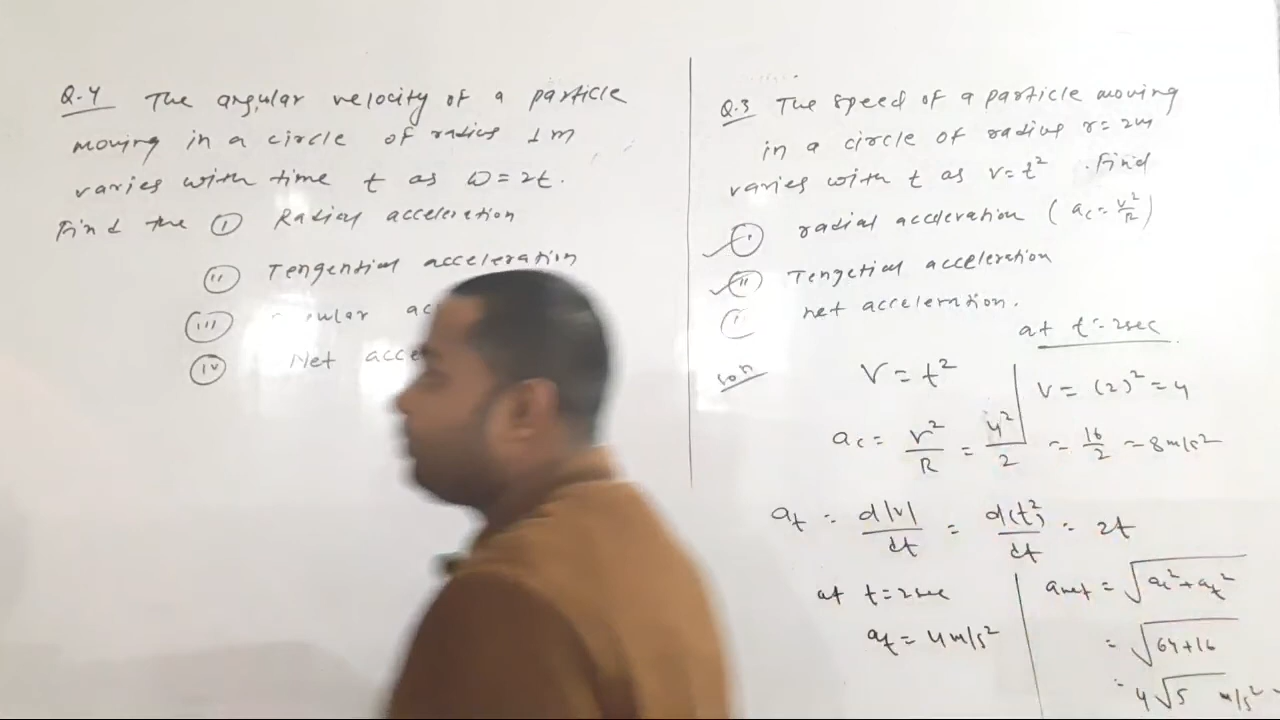 Q.4 The angular velocity of a particle
moving in a circle of radius 1m
varies with time t as ω = 2t.
Find the (i) Radial acceleration
(ii) Tengential acceleration
(iii)
(iv) Net
Q.3 The speed of a particle moving
in a circle of radius r = 2m
varies with t as v = t² . Find
(i) radial acceleration ( ac = v²/R )
(ii) Tengetial acceleration
net acceleration.
at t = 2sec
Son
V = t²
V = (2)² = 4
ac = v²/R = 4²/2 = 16/2 = 8 m/s²
at = d|v|/dt = d(t²)/dt = 2t
at t = 2sec
at = 4 m/s²
anet = √ac² + at²
= √64+16
= 4√5 m/s²